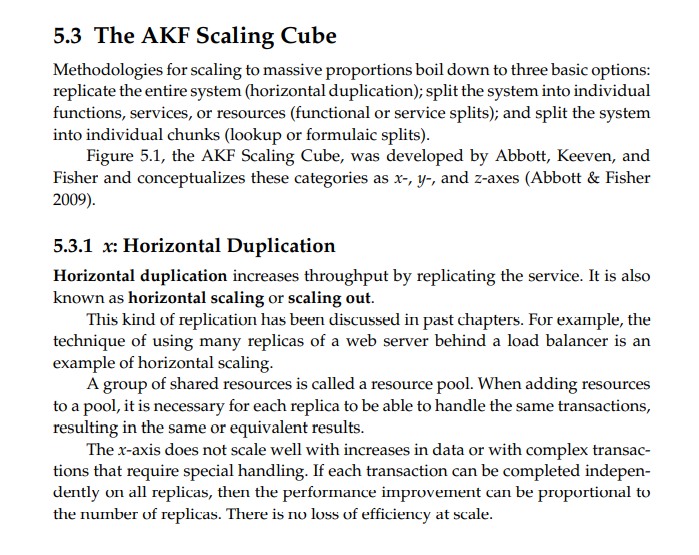 5.3 The AKF Scaling Cube
Methodologies for scaling to massive proportions boil down to three basic options:
replicate the entire system (horizontal duplication); split the system into individual
functions, services, or resources (functional or service splits); and split the system
into individual chunks (lookup or formulaic splits).
Figure 5.1, the AKF Scaling Cube, was developed by Abbott, Keeven, and
Fisher and conceptualizes these categories as x-, y-, and z-axes (Abbott & Fisher
2009).
5.3.1 x: Horizontal Duplication
Horizontal duplication increases throughput by replicating the service. It is also
known as horizontal scaling or scaling out.
This kind of replication has been discussed in past chapters. For example, the
technique of using many replicas of a web server behind a load balancer is an
example of horizontal scaling.
A group of shared resources is called a resource pool. When adding resources
to a pool, it is necessary for each replica to be able to handle the same transactions,
resulting in the same or equivalent results.
The x-axis does not scale well with increases in data or with complex transac-
tions that require special handling. If each transaction can be completed indepen-
dently on all replicas, then the performance improvement can be proportional to
the number of replicas. There is no loss of efficiency at scale.